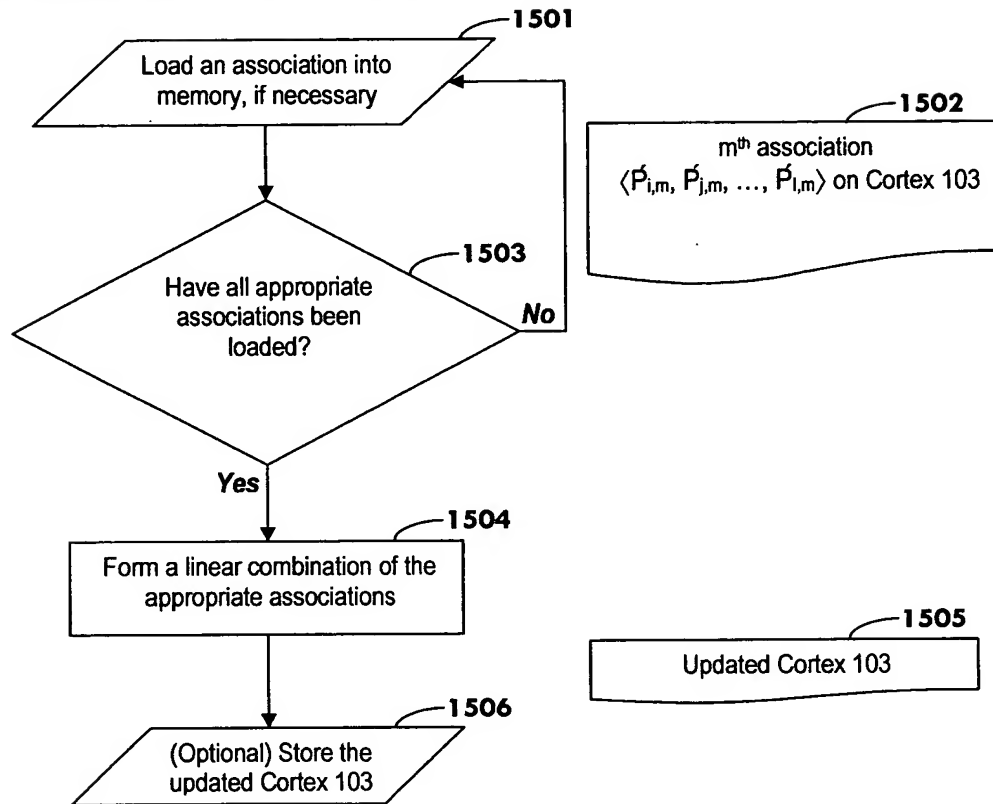 1501
Load an association into
memory, if necessary
1502
mᵗʰ association
⟨Ṕi,m, Ṕj,m, …, Ṕl,m⟩ on Cortex 103
1503
Have all appropriate
associations been
loaded?
No
Yes
1504
Form a linear combination of the
appropriate associations
1505
Updated Cortex 103
1506
(Optional) Store the
updated Cortex 103